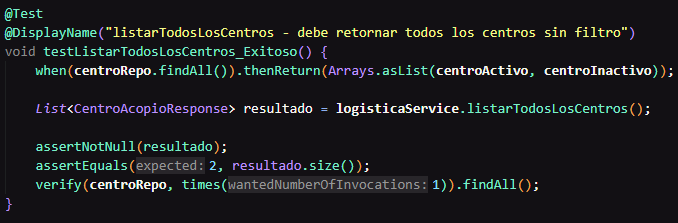 @Test
@DisplayName("listarTodosLosCentros - debe retornar todos los centros sin filtro")
void testListarTodosLosCentros_Exitoso() {
    when(centroRepo.findAll()).thenReturn(Arrays.asList(centroActivo, centroInactivo));
    List<CentroAcopioResponse> resultado = logisticaService.listarTodosLosCentros();
    assertNotNull(resultado);
    assertEquals(expected: 2, resultado.size());
    verify(centroRepo, times(wantedNumberOfInvocations: 1)).findAll();
}